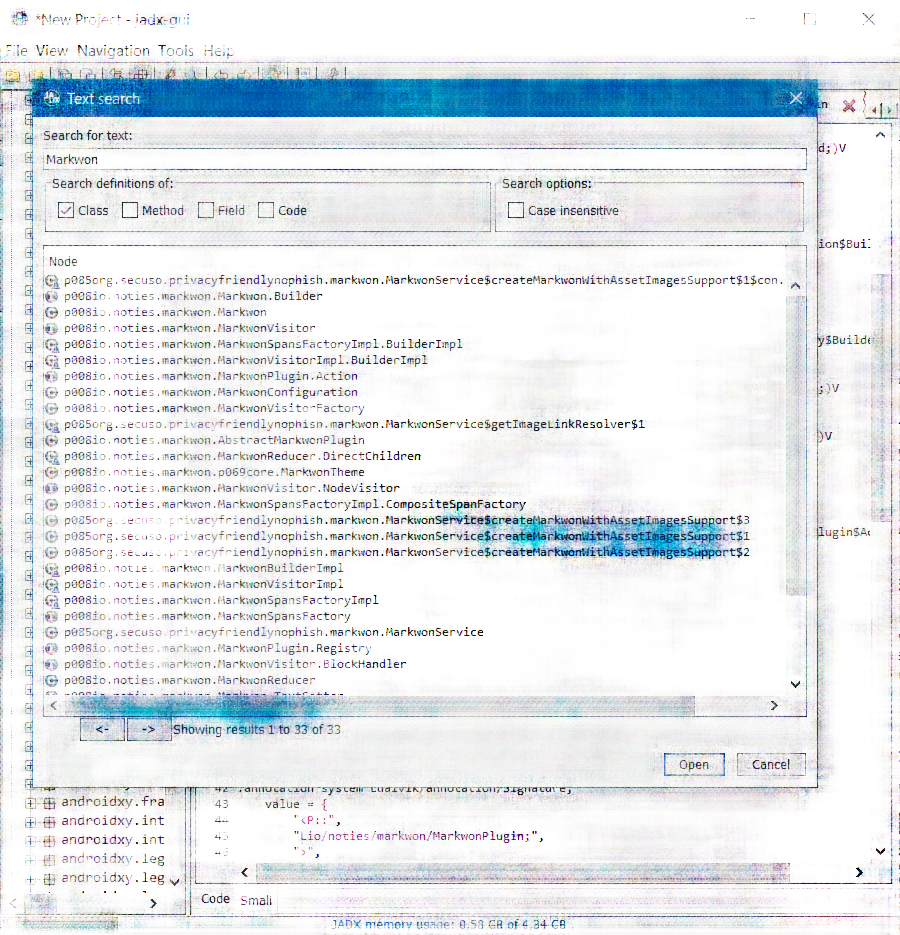 *New Project - jadx-gui
File View Navigation Tools Help
Text search
Search for text:
Markwon
Search definitions of:
Search options:
Class Method Field Code
Case insensitive
Node
p085org.secuso.privacyfriendlynophish.markwon.MarkwonService$createMarkwonWithAssetImagesSupport$1$con.
p008io.noties.markwon.Markwon.Builder
p008io.noties.markwon.Markwon
p008io.noties.markwon.MarkwonVisitor
p008io.noties.markwon.MarkwonSpansFactoryImpl.BuilderImpl
p008io.noties.markwon.MarkwonVisitorImpl.BuilderImpl
p008io.noties.markwon.MarkwonPlugin.Action
p008io.noties.markwon.MarkwonConfiguration
p008io.noties.markwon.MarkwonVisitorFactory
p085org.secuso.privacyfriendlynophish.markwon.MarkwonService$getImageLinkResolver$1
p008io.noties.markwon.AbstractMarkwonPlugin
p008io.noties.markwon.MarkwonReducer.DirectChildren
p008io.noties.markwon.p069core.MarkwonTheme
p008io.noties.markwon.MarkwonVisitor.NodeVisitor
p008io.noties.markwon.MarkwonSpansFactoryImpl.CompositeSpanFactory
p085org.secuso.privacyfriendlynophish.markwon.MarkwonService$createMarkwonWithAssetImagesSupport$3
p085org.secuso.privacyfriendlynophish.markwon.MarkwonService$createMarkwonWithAssetImagesSupport$1
p085org.secuso.privacyfriendlynophish.markwon.MarkwonService$createMarkwonWithAssetImagesSupport$2
p008io.noties.markwon.MarkwonBuilderImpl
p008io.noties.markwon.MarkwonVisitorImpl
p008io.noties.markwon.MarkwonSpansFactoryImpl
p008io.noties.markwon.MarkwonSpansFactory
p085org.secuso.privacyfriendlynophish.markwon.MarkwonService
p008io.noties.markwon.MarkwonPlugin.Registry
p008io.noties.markwon.MarkwonVisitor.BlockHandler
p008io.noties.markwon.MarkwonReducer
<- -> Showing results 1 to 33 of 33
Open Cancel
d;)V
ion$Buil
y$Builde
;)V
)V
lugin$Ac
androidxy.fra
androidxy.int
androidxy.int
androidxy.leg
androidxy.leg
42 .annotation system Ldalvik/annotation/Signature;
43 value = {
44 "<P::",
45 "Lio/noties/markwon/MarkwonPlugin;",
46 ">",
Code Smali
JADX memory usage: 0.58 GB of 4.34 GB